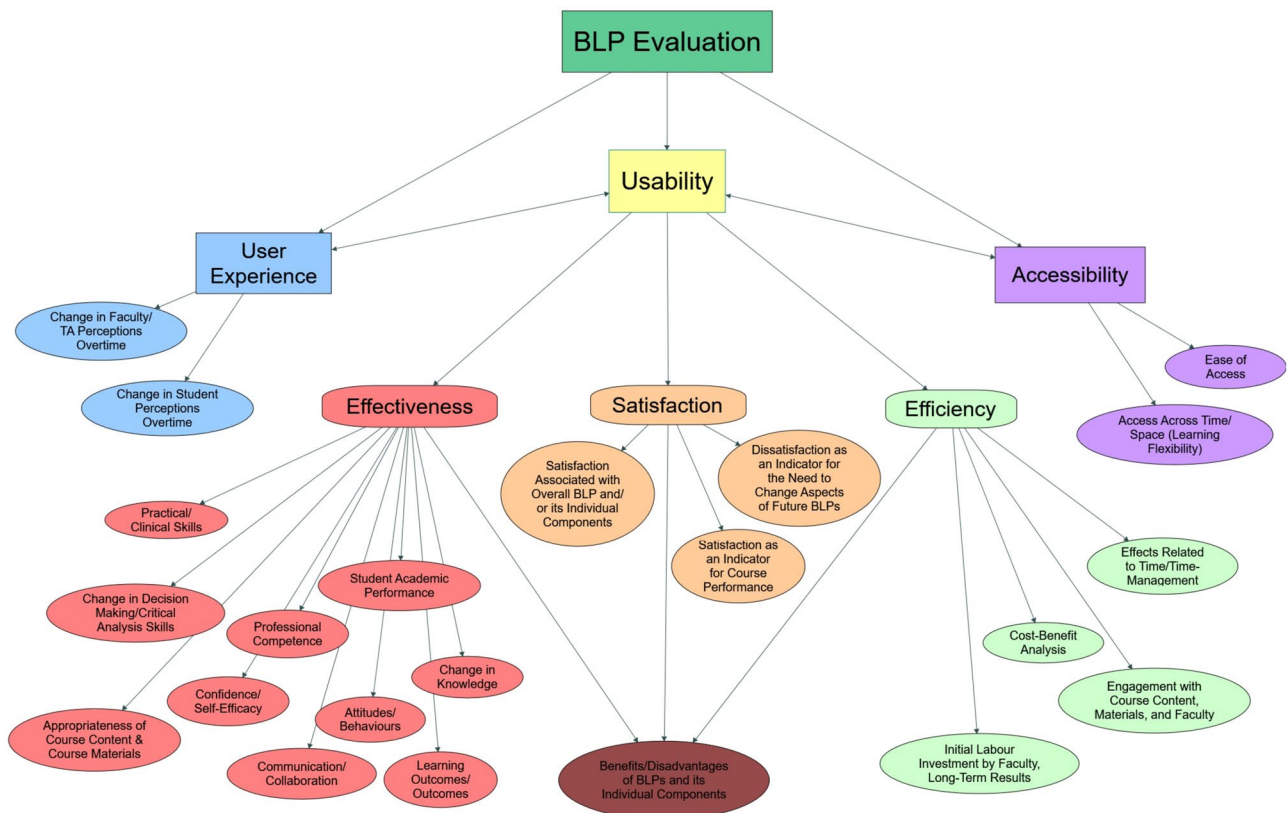 BLP Evaluation
Usability
User
Experience
Accessibility
Change in Faculty/
TA Perceptions
Overtime
Ease of
Access
Change in Student
Perceptions
Overtime
Effectiveness
Satisfaction
Efficiency
Access Across Time/
Space (Learning
Flexibility)
Satisfaction
Associated with
Overall BLP and/
or its Individual
Components
Dissatisfaction as
an Indicator for
the Need to
Change Aspects
of Future BLPs
Practical/
Clinical Skills
Satisfaction as
an Indicator
for Course
Performance
Effects Related
to Time/Time-
Management
Student Academic
Performance
Change in Decision
Making/Critical
Analysis Skills
Professional
Competence
Cost-Benefit
Analysis
Change in
Knowledge
Confidence/
Self-Efficacy
Engagement with
Course Content,
Materials, and Faculty
Attitudes/
Behaviours
Appropriateness of
Course Content &
Course Materials
Initial Labour
Investment by Faculty,
Long-Term Results
Communication/
Collaboration
Learning
Outcomes/
Outcomes
Benefits/Disadvantages
of BLPs and its
Individual Components